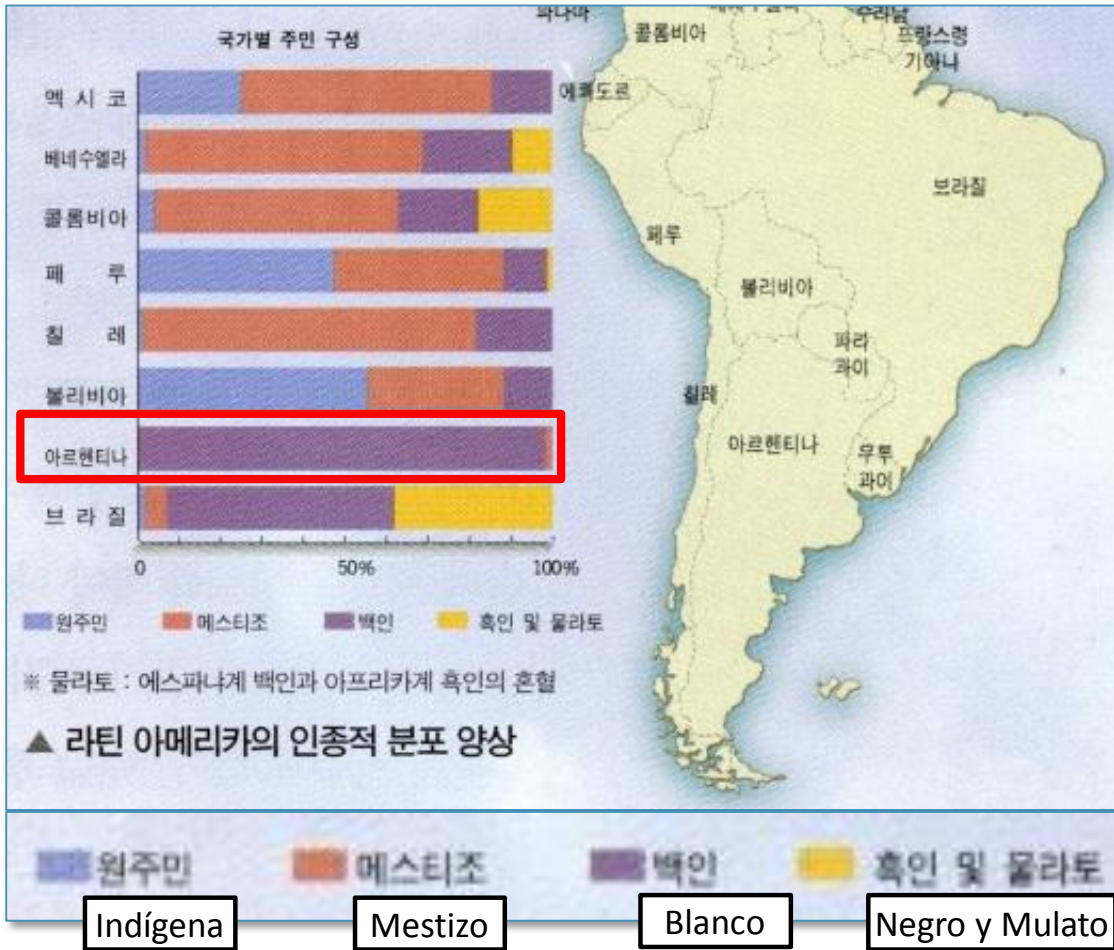 국가별 주민 구성
멕 시 코
베네수엘라
콜롬비아
페 루
칠 레
볼리비아
아르헨티나
브 라 질
0 50% 100%
원주민 메스티조 백인 흑인 및 물라토
※ 물라토 : 에스파냐계 백인과 아프리카계 흑인의 혼혈
▲ 라틴 아메리카의 인종적 분포 양상
파나마
콜롬비아
수리남
프랑스령
기아나
에콰도르
브라질
페루
볼리비아
파라
과이
칠레
아르헨티나
우루
과이
원주민 메스티조 백인 흑인 및 물라토
Indígena Mestizo Blanco Negro y Mulato